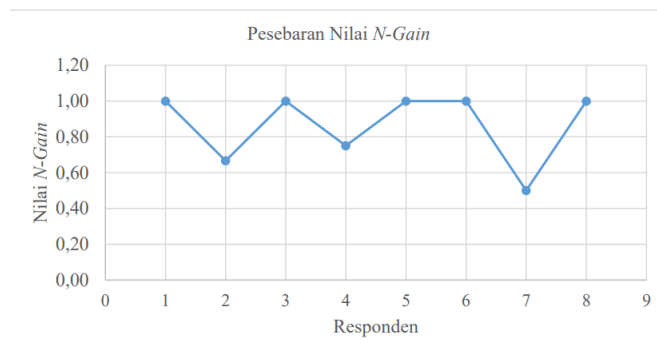 Pesebaran Nilai N-Gain
Nilai N-Gain
1,20
1,00
0,80
0,60
0,40
0,20
0,00
0 1 2 3 4 5 6 7 8 9
Responden